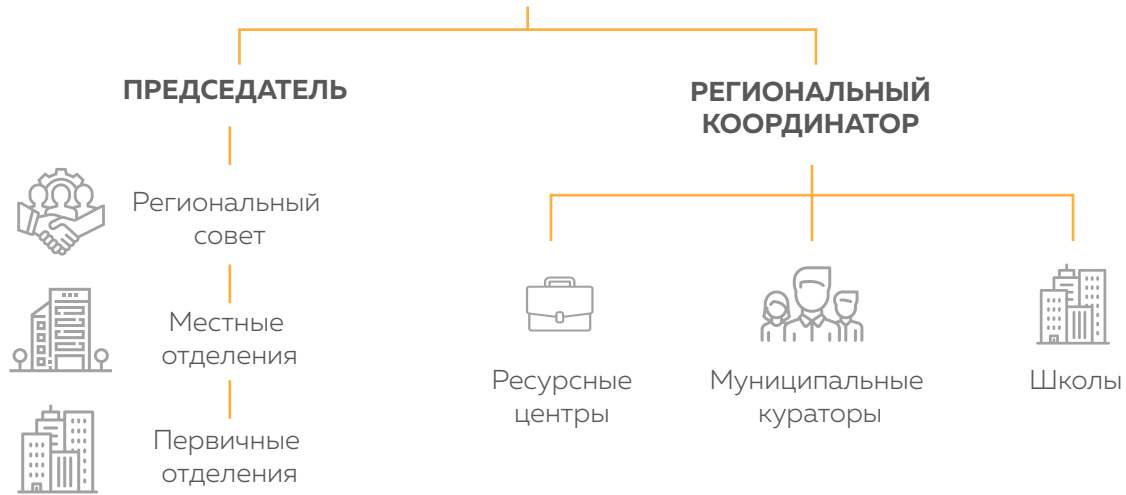 ПРЕДСЕДАТЕЛЬ
Региональный
совет
Местные
отделения
Первичные
отделения
РЕГИОНАЛЬНЫЙ
КООРДИНАТОР
Ресурсные
центры
Муниципальные
кураторы
Школы